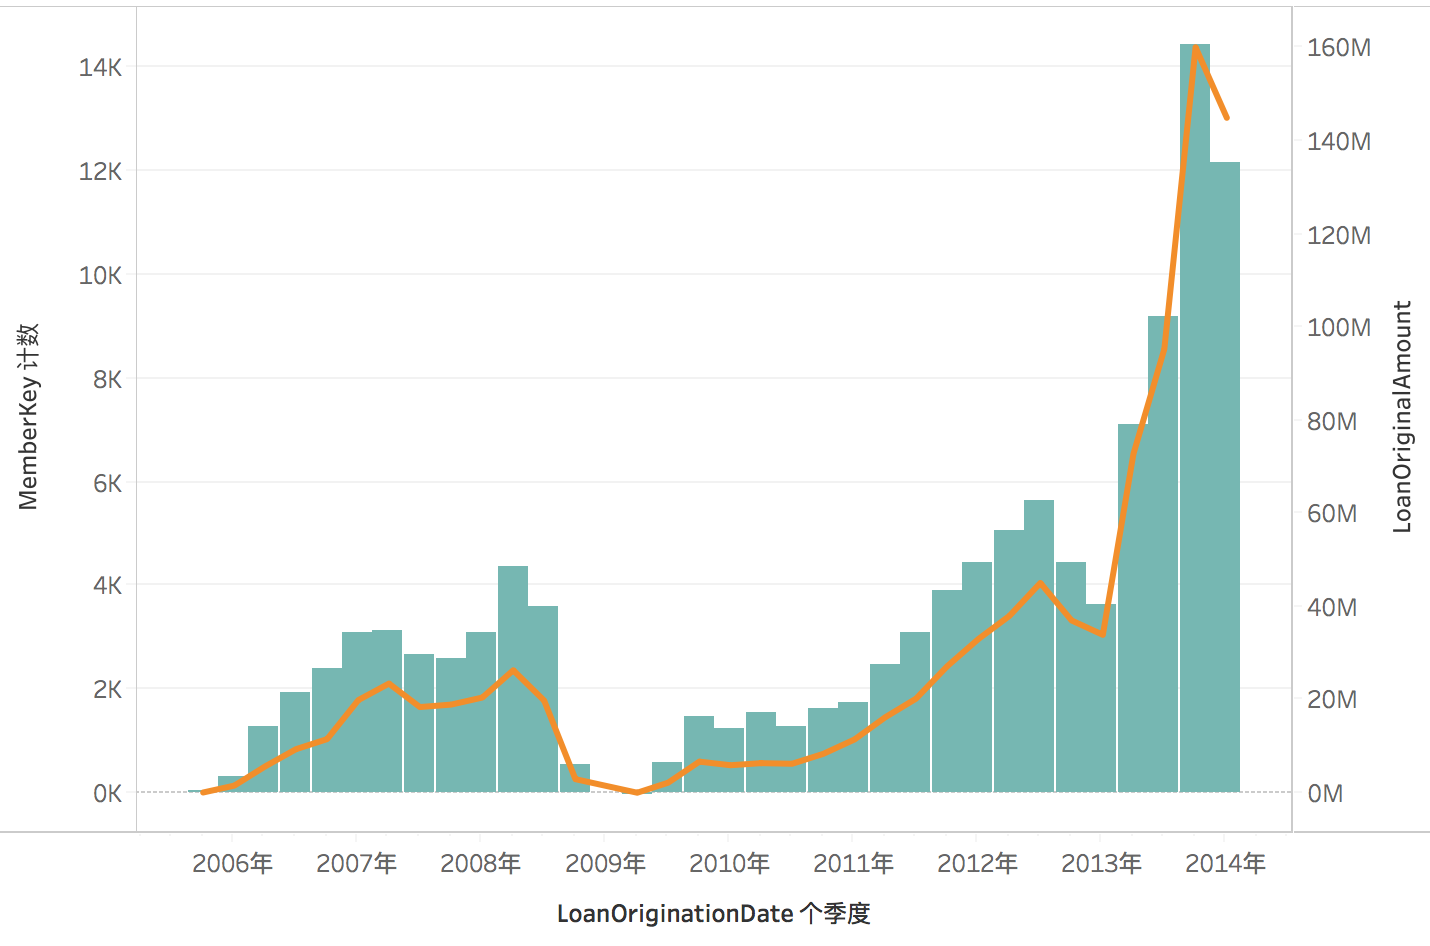 MemberKey 计数
14K
12K
10K
8K
6K
4K
2K
0K
160M
140M
120M
100M
80M
60M
40M
20M
0M
LoanOriginalAmount
2006年 2007年 2008年 2009年 2010年 2011年 2012年 2013年 2014年
LoanOriginationDate 个季度